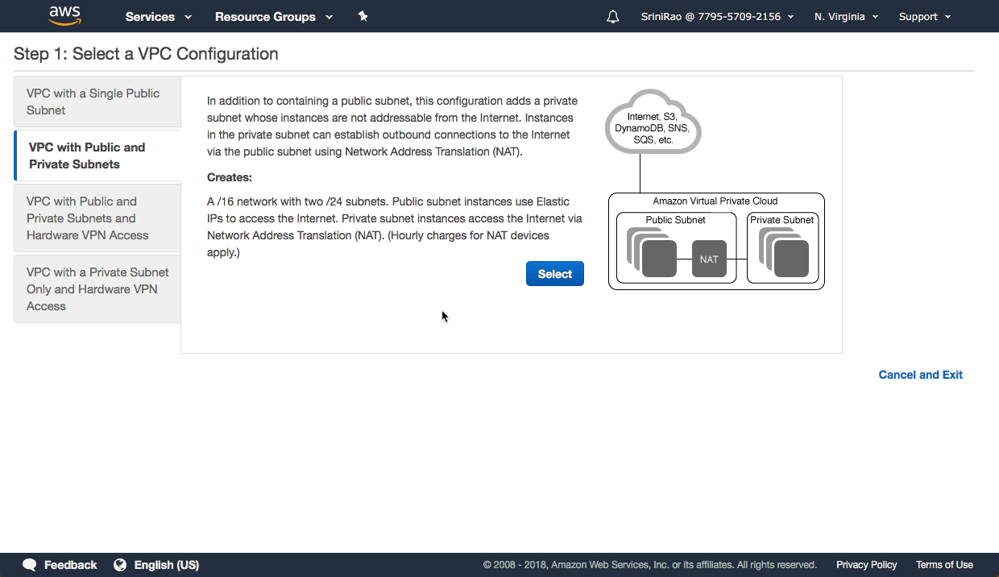 aws
Services
Resource Groups
SriniRao @ 7795-5709-2156
N. Virginia
Support
Step 1: Select a VPC Configuration
VPC with a Single Public
Subnet
VPC with Public and
Private Subnets
VPC with Public and
Private Subnets and
Hardware VPN Access
VPC with a Private Subnet
Only and Hardware VPN
Access
In addition to containing a public subnet, this configuration adds a private
subnet whose instances are not addressable from the Internet. Instances
in the private subnet can establish outbound connections to the Internet
via the public subnet using Network Address Translation (NAT).
Creates:
A /16 network with two /24 subnets. Public subnet instances use Elastic
IPs to access the Internet. Private subnet instances access the Internet via
Network Address Translation (NAT). (Hourly charges for NAT devices
apply.)
Select
Internet, S3,
DynamoDB, SNS,
SQS, etc.
Amazon Virtual Private Cloud
Public Subnet
Private Subnet
NAT
Cancel and Exit
Feedback
English (US)
© 2008 - 2018, Amazon Web Services, Inc. or its affiliates. All rights reserved.
Privacy Policy
Terms of Use